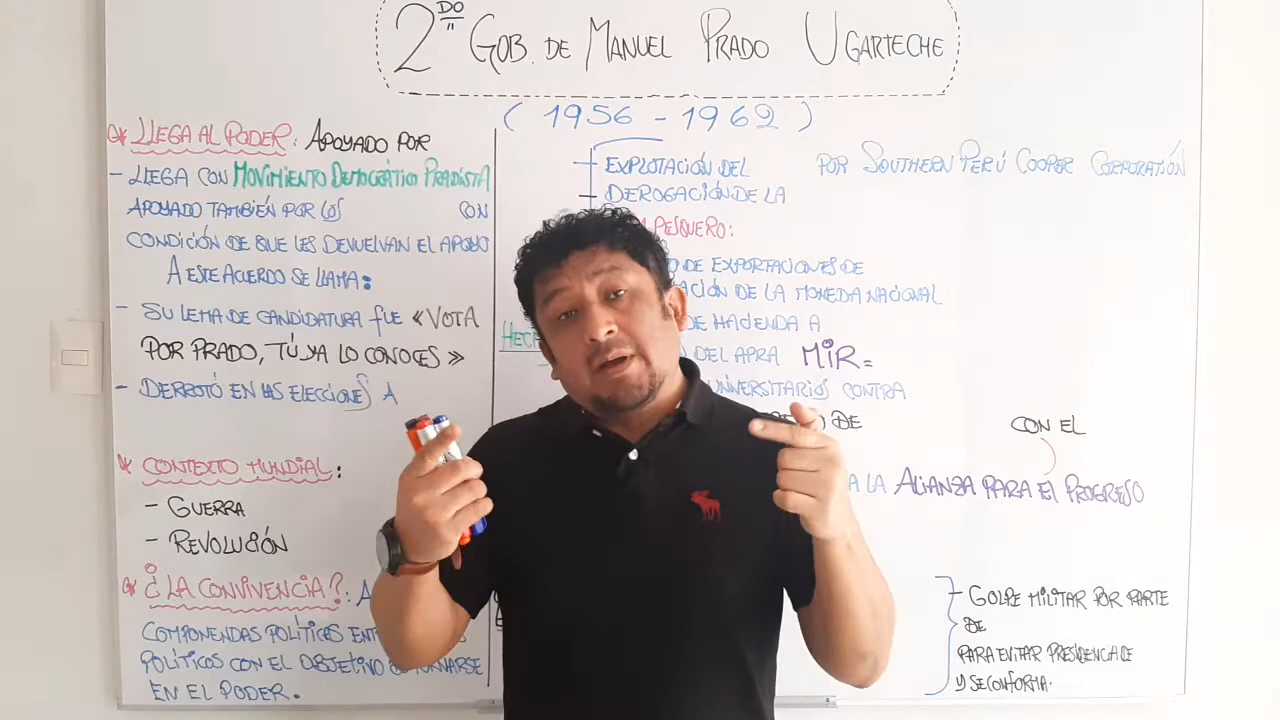 2DO GOB. DE MANUEL PRADO UGARTECHE
(1956 - 1962)
* LLEGA AL PODER: APOYADO POR
- LLEGA CON MOVIMIENTO DEMOCRÁTICO PRADISTA
APOYADO TAMBIÉN POR LOS CON
CONDICIÓN DE QUE LES DEVUELVAN EL APOYO
A ESTE ACUERDO SE LLAMA:
- SU LEMA DE CANDIDATURA FUE «VOTA
POR PRADO, TÚ YA LO CONOCES»
- DERROTÓ EN LAS ELECCIONES A
* CONTEXTO MUNDIAL:
- GUERRA
- REVOLUCIÓN
* ¿LA CONVIVENCIA?: A
COMPONENDAS POLÍTICAS
POLÍTICOS CON EL OBJETIVO
EN EL PODER.
- EXPLOTACIÓN DEL POR SOUTHERN PERÚ COOPER CORPORATIÓN
- DEROGACIÓN DE LA
PESQUERO:
DE EXPORTACIONES DE
DE LA MONEDA NACIONAL
DE HACIENDA A
DEL APRA MIR=
UNIVERSITARIOS CONTRA
DE
CON EL
A LA ALIANZA PARA EL PROGRESO
- GOLPE MILITAR POR PARTE
DE
PARA EVITAR PRESIDENCIA DE
Y SE CONFORMA.